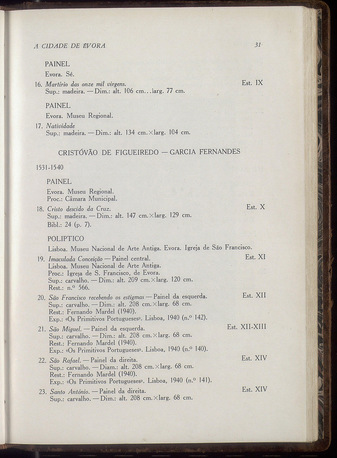 A CIDADE DE EVORA 31
PAINEL
Evora. Sé.
16. Martírio das onze mil virgens. Est. IX
Sup.: madeira. — Dim.: alt. 106 cm...larg. 77 cm.
PAINEL
Evora. Museu Regional.
17. Natividade
Sup.: madeira. — Dim.: alt. 134 cm.×larg. 104 cm.
CRISTÓVÃO DE FIGUEIREDO — GARCIA FERNANDES
1531-1540
PAINEL
Evora. Museu Regional.
Proc.: Câmara Municipal.
18. Cristo descido da Cruz. Est. X
Sup.: madeira. — Dim.: alt. 147 cm.×larg. 129 cm.
Bibl.: 24 (p. 7).
POLIPTICO
Lisboa. Museu Nacional de Arte Antiga. Evora. Igreja de São Francisco.
19. Imaculada Conceição — Painel central. Est. XI
Lisboa. Museu Nacional de Arte Antiga.
Proc.: Igreja de S. Francisco, de Evora.
Sup.: carvalho. — Dim.: alt. 209 cm.×larg. 120 cm.
Rest.: n.º 566.
20. São Francisco recebendo os estigmas — Painel da esquerda. Est. XII
Sup.: carvalho. — Dim.: alt. 208 cm.×larg. 68 cm.
Rest.: Fernando Mardel (1940).
Exp.: «Os Primitivos Portugueses». Lisboa, 1940 (n.º 142).
21. São Miguel. — Painel da esquerda. Est. XII-XIII
Sup.: carvalho. — Dim.: alt. 208 cm.×larg. 68 cm.
Rest.: Fernando Mardel (1940).
Exp.: «Os Primitivos Portugueses». Lisboa, 1940 (n.º 140).
22. São Rafael. — Painel da direita. Est. XIV
Sup.: carvalho. — Diam.: alt. 208 cm.×larg. 68 cm.
Rest.: Fernando Mardel (1940).
Exp.: «Os Primitivos Portugueses». Lisboa, 1940 (n.º 141).
23. Santo António. — Painel da direita. Est. XIV
Sup.: carvalho. — Dim.: alt. 208 cm.×larg. 68 cm.